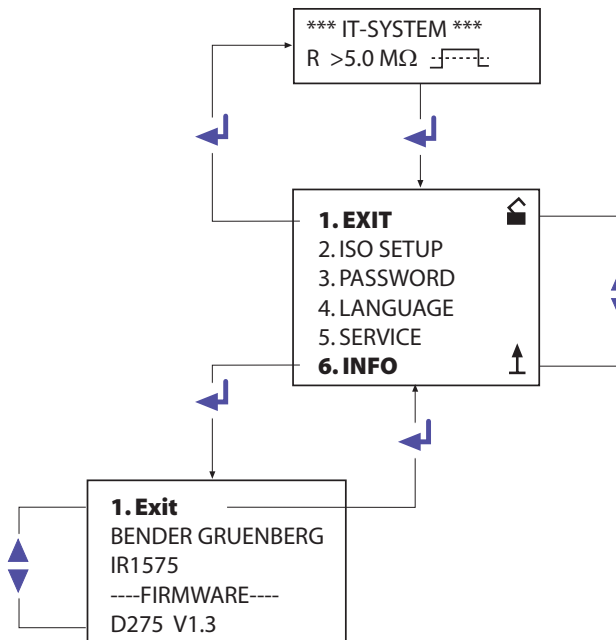 *** IT-SYSTEM ***
R >5.0 MΩ
1. EXIT
2. ISO SETUP
3. PASSWORD
4. LANGUAGE
5. SERVICE
6. INFO
1. Exit
BENDER GRUENBERG
IR1575
----FIRMWARE----
D275 V1.3